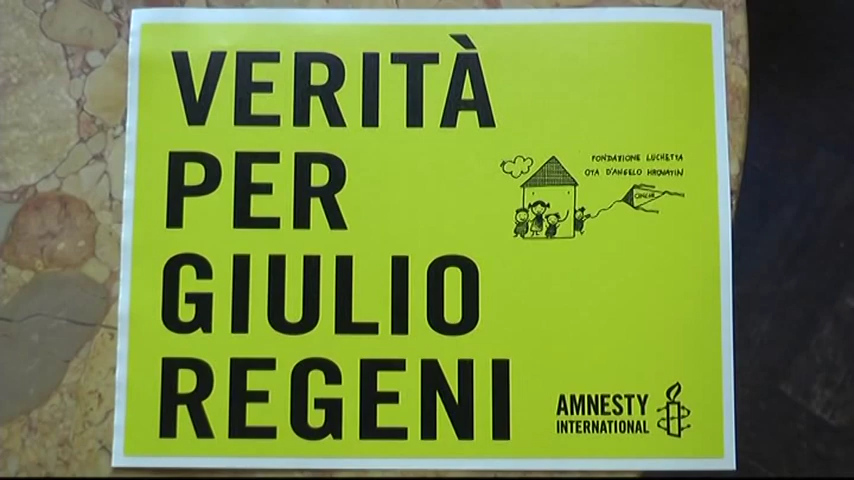 VERITÀ
PER
GIULIO
REGENI
FONDAZIONE LUCHETTA
OTA D'ANGELO HROVATIN
AMNESTY
INTERNATIONAL